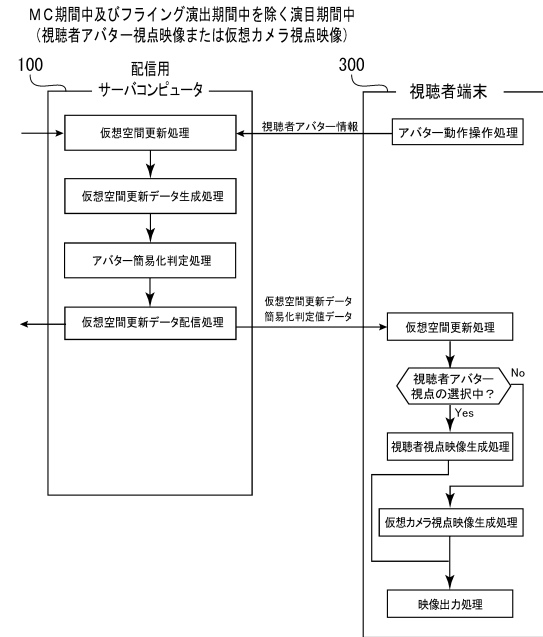 MC期間中及びフライング演出期間中を除く演目期間中
(視聴者アバター視点映像または仮想カメラ視点映像)
100
配信用
サーバコンピュータ
300
視聴者端末
仮想空間更新処理
視聴者アバター情報
アバター動作操作処理
仮想空間更新データ生成処理
アバター簡易化判定処理
仮想空間更新データ配信処理
仮想空間更新データ
簡易化判定値データ
仮想空間更新処理
視聴者アバター
視点の選択中?
No
Yes
視聴者視点映像生成処理
仮想カメラ視点映像生成処理
映像出力処理